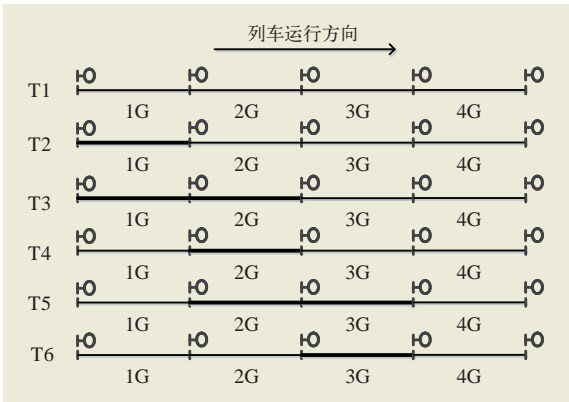 列车运行方向
T1
1G 2G 3G 4G
T2
1G 2G 3G 4G
T3
1G 2G 3G 4G
T4
1G 2G 3G 4G
T5
1G 2G 3G 4G
T6
1G 2G 3G 4G